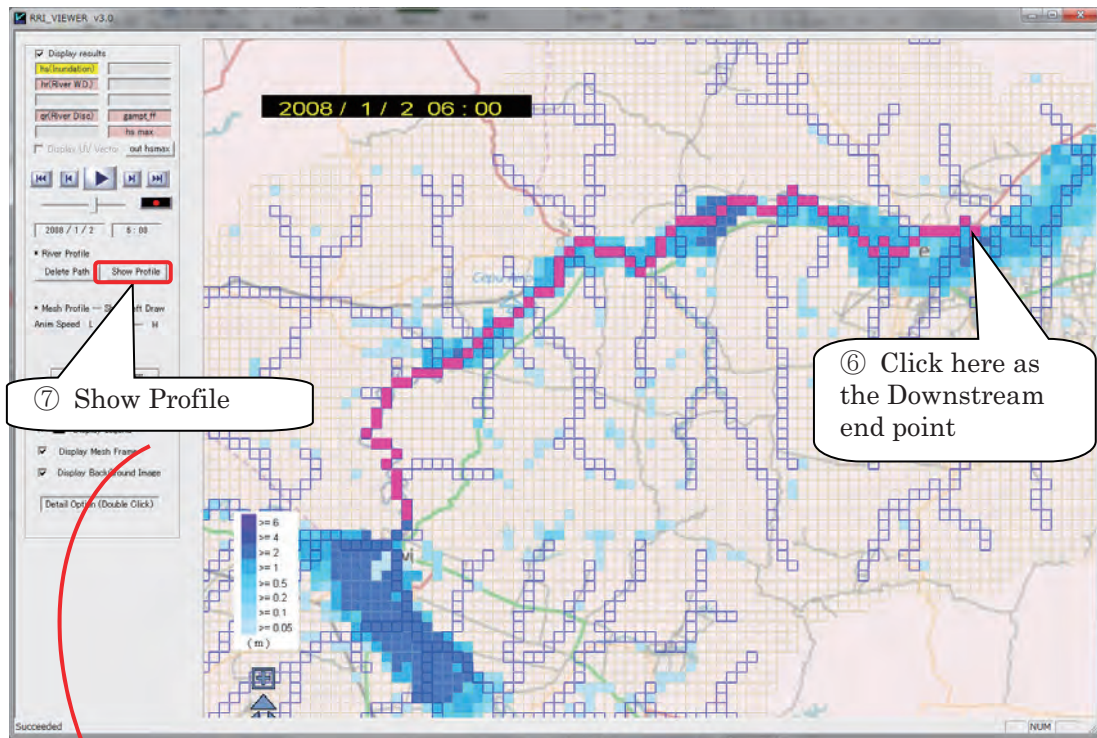 RRI_VIEWER v3.0
Display results
hs(Inundation)
hr(River W.D.)
qr(River Disc) gampt_ff
hs max
Display U/V Vector out hsmax
2008 / 1 / 2 6 : 00
River Profile
Delete Path Show Profile
Mesh Profile
Draw
Anim Speed L H
⑦ Show Profile
Display Mesh Frame
Display Background Image
Detail Option (Double Click)
Succeeded
2008 / 1 / 2 06 : 00
e
⑥ Click here as
the Downstream
end point
vi
>= 6
>= 4
>= 2
>= 1
>= 0.5
>= 0.2
>= 0.1
>= 0.05
(m)
NUM